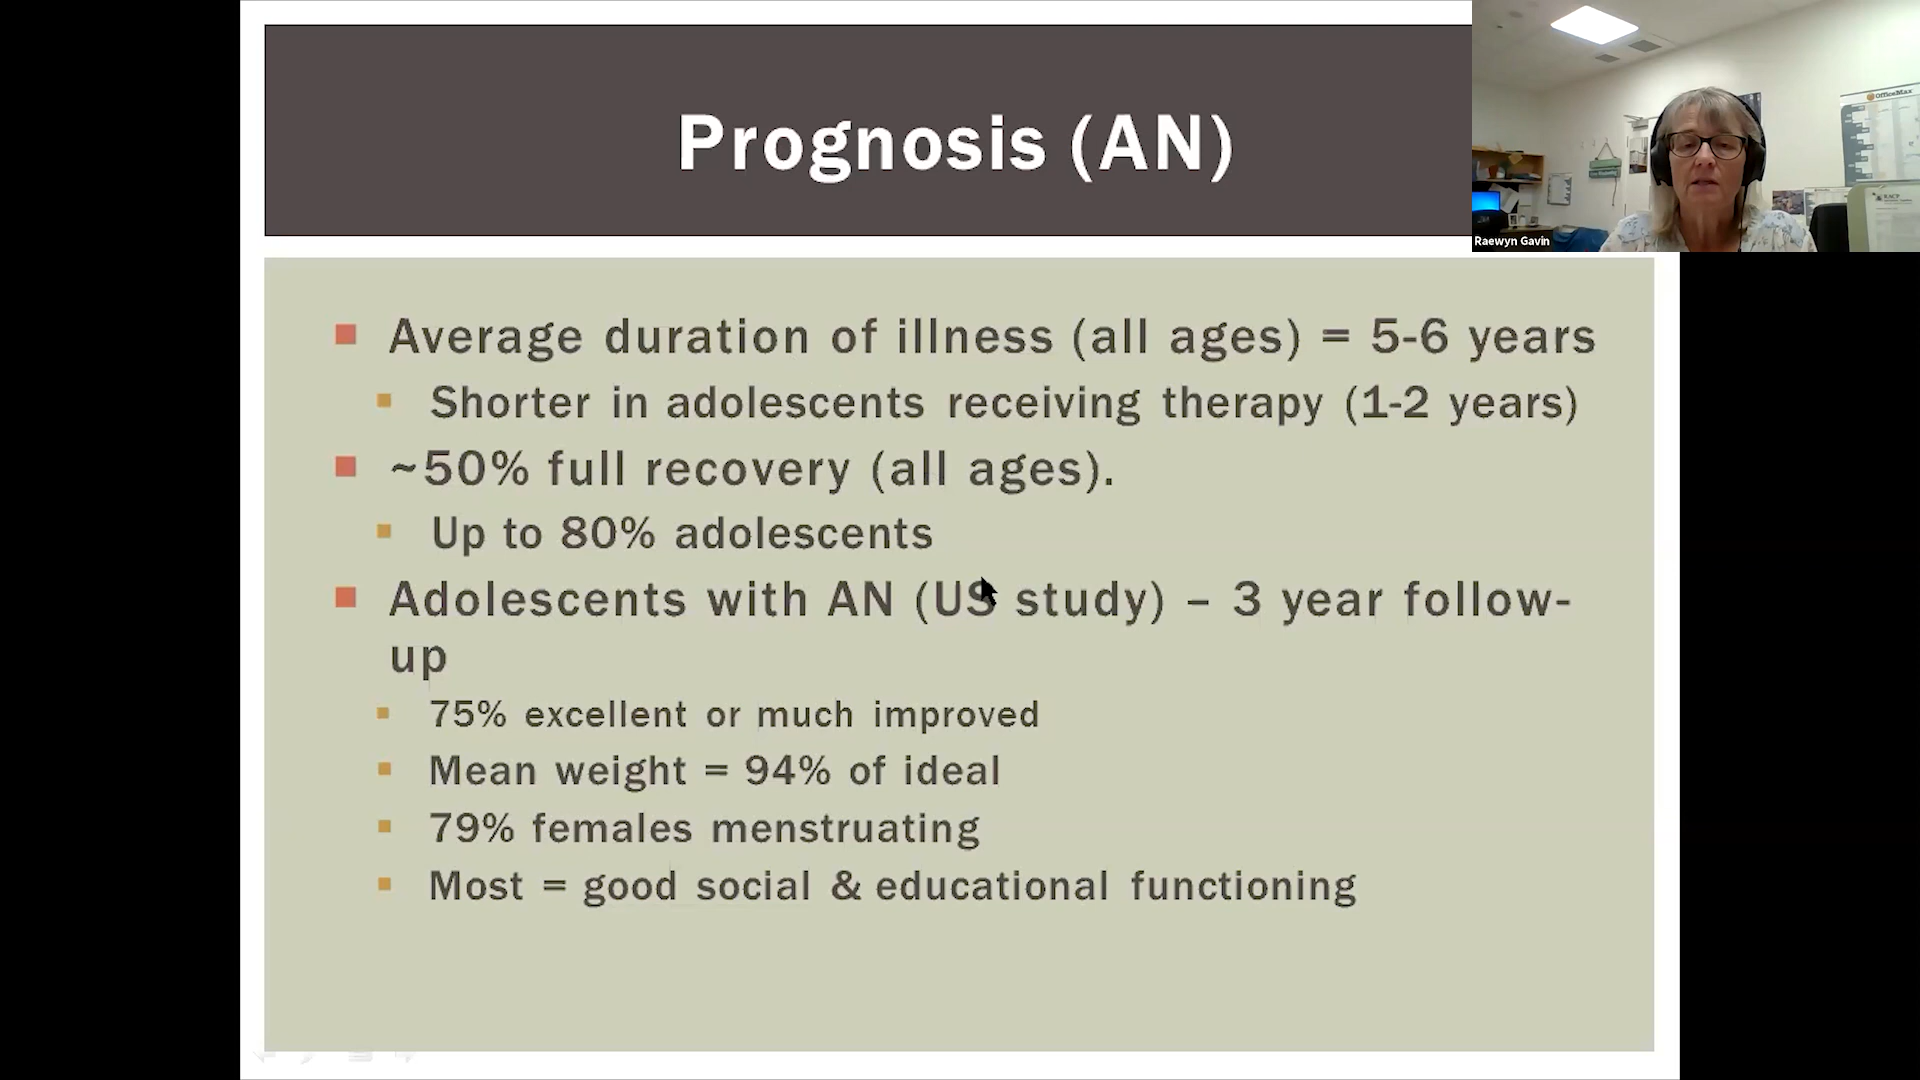 Prognosis (AN)
OfficeMax
RACP
Raewyn Gavin
Average duration of illness (all ages) = 5-6 years
Shorter in adolescents receiving therapy (1-2 years)
~50% full recovery (all ages).
Up to 80% adolescents
Adolescents with AN (US study) – 3 year follow-
up
75% excellent or much improved
Mean weight = 94% of ideal
79% females menstruating
Most = good social & educational functioning